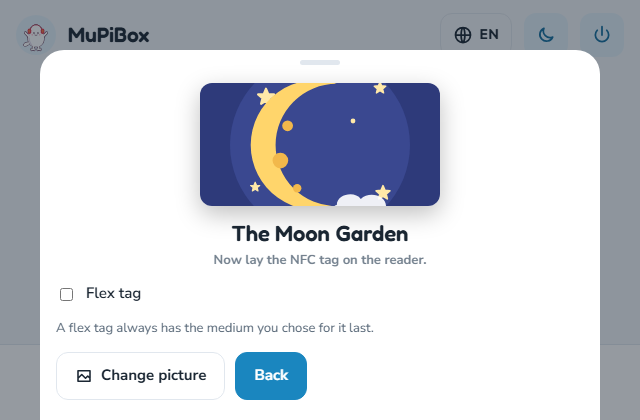 MuPiBox
EN
The Moon Garden
Now lay the NFC tag on the reader.
Flex tag
A flex tag always has the medium you chose for it last.
Change picture
Back